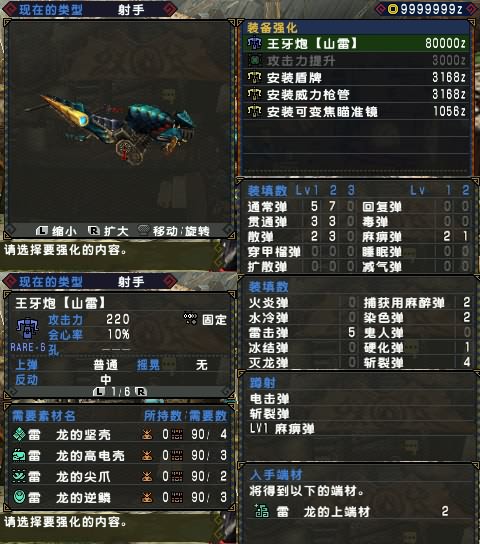 现在的类型 射手
缩小 扩大 移动/旋转
请选择要强化的内容。
9999999z
装备强化
王牙炮【山雷】 80000z
攻击力提升 3000z
安装盾牌 3168z
安装威力枪管 3168z
安装可变焦瞄准镜 1056z
装填数 Lv1 2 3 Lv 1 2
通常弹 5 7 0 回复弹 0 0
贯通弹 3 3 0 毒弹 0 0
散弹 2 3 0 麻痹弹 2 1
穿甲榴弹 0 0 0 睡眠弹 0 0
扩散弹 0 0 0 减气弹 0 0
现在的类型 射手
王牙炮【山雷】
攻击力 220 固定
会心率 10%
RARE-6 孔 ---
上弹 普通 摇晃 无
反动 中
L 1/6 R
需要素材名 所持数/需要数
雷 龙的坚壳 0 90/ 4
雷 龙的高电壳 0 90/ 3
雷 龙的尖爪 0 90/ 3
雷 龙的逆鳞 0 90/ 2
请选择要强化的内容。
装填数
火炎弹 0 捕获用麻醉弹 2
水冷弹 0 染色弹 2
雷击弹 5 鬼人弹 0
冰结弹 0 硬化弹 1
灭龙弹 0 斩裂弹 4
蹲射
电击弹
斩裂弹
LV1 麻痹弹
入手端材
将得到以下的端材。
雷 龙的上端材 2